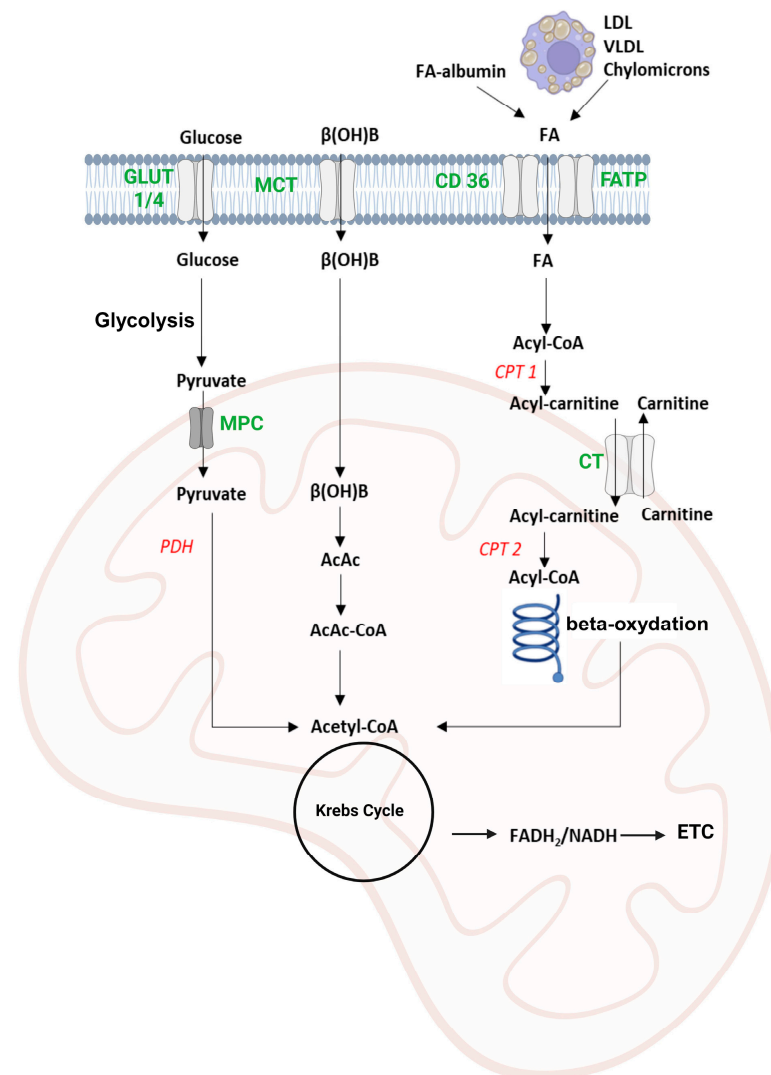 LDL
VLDL
FA-albumin
Chylomicrons
Glucose
β(OH)B
FA
GLUT
1/4
MCT
CD 36
FATP
Glucose
β(OH)B
FA
Glycolysis
Acyl-CoA
CPT 1
Pyruvate
Acyl-carnitine
Carnitine
MPC
CT
Pyruvate
β(OH)B
Acyl-carnitine
Carnitine
PDH
CPT 2
AcAc
Acyl-CoA
beta-oxydation
AcAc-CoA
Acetyl-CoA
Krebs Cycle
FADH₂/NADH
ETC